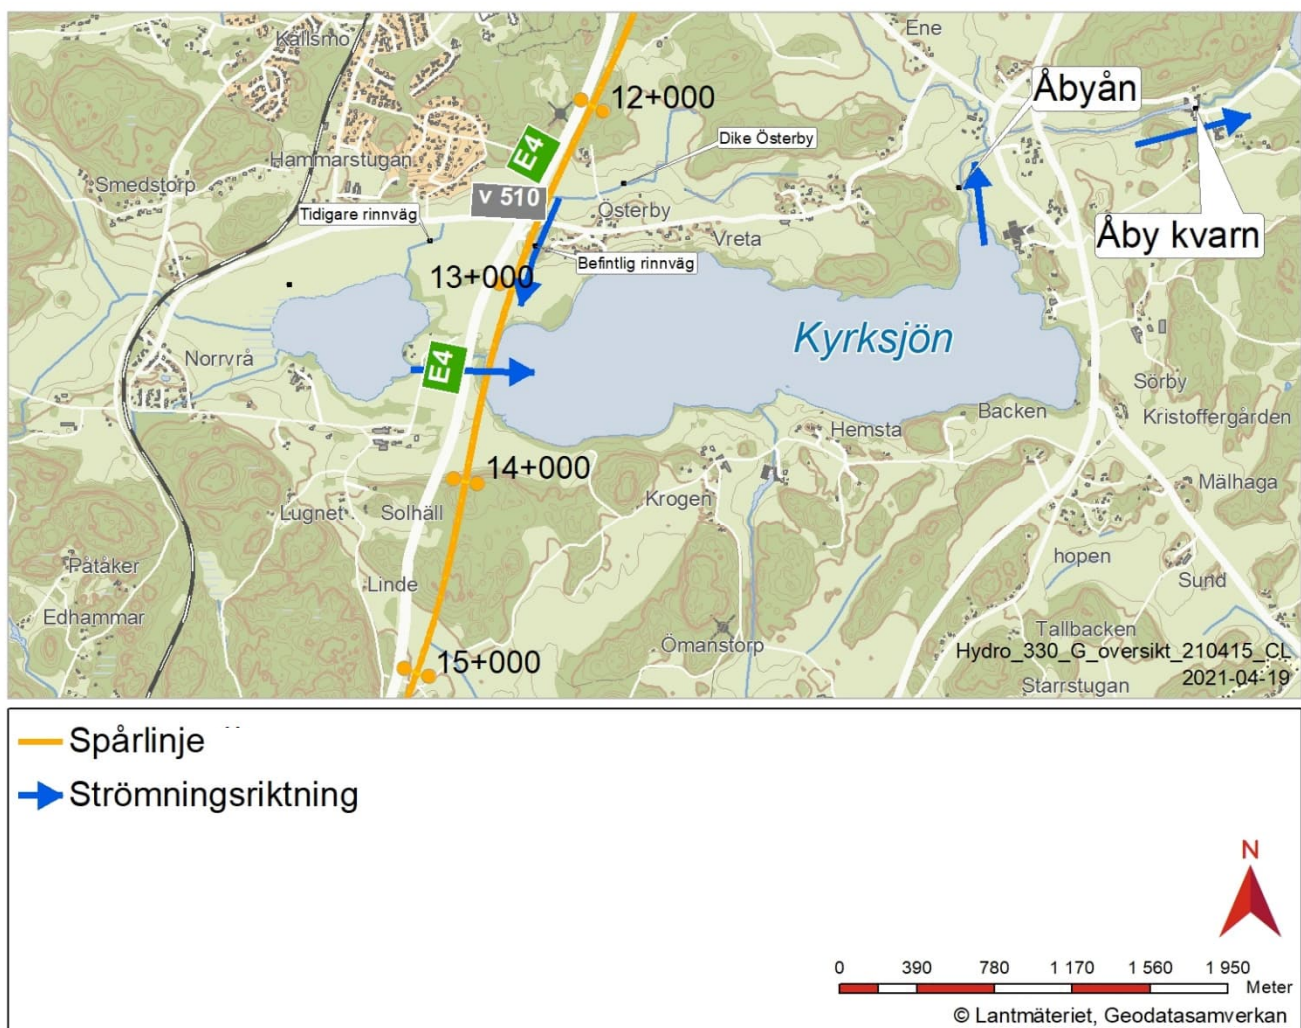 Källsmo
Ene
12+000
Åbyån
E4
Dike Österby
Hammarstugan
Smedstorp
v 510
Tidigare rinnväg
Österby
Vreta
Åby kvarn
Befintlig rinnväg
13+000
Kyrksjön
Norrvrå
E4
Sörby
Backen
Kristoffergården
Hemsta
14+000
Krogen
Mälhaga
Lugnet
Solhäll
hopen
Påtåker
Linde
Sund
Edhammar
Tallbacken
Ömanstorp
Hydro_330_G_oversikt_210415_CL
15+000
2021-04-19
Starrstugan
Spårlinje
Strömningsriktning
N
0 390 780 1 170 1 560 1 950
Meter
© Lantmäteriet, Geodatasamverkan